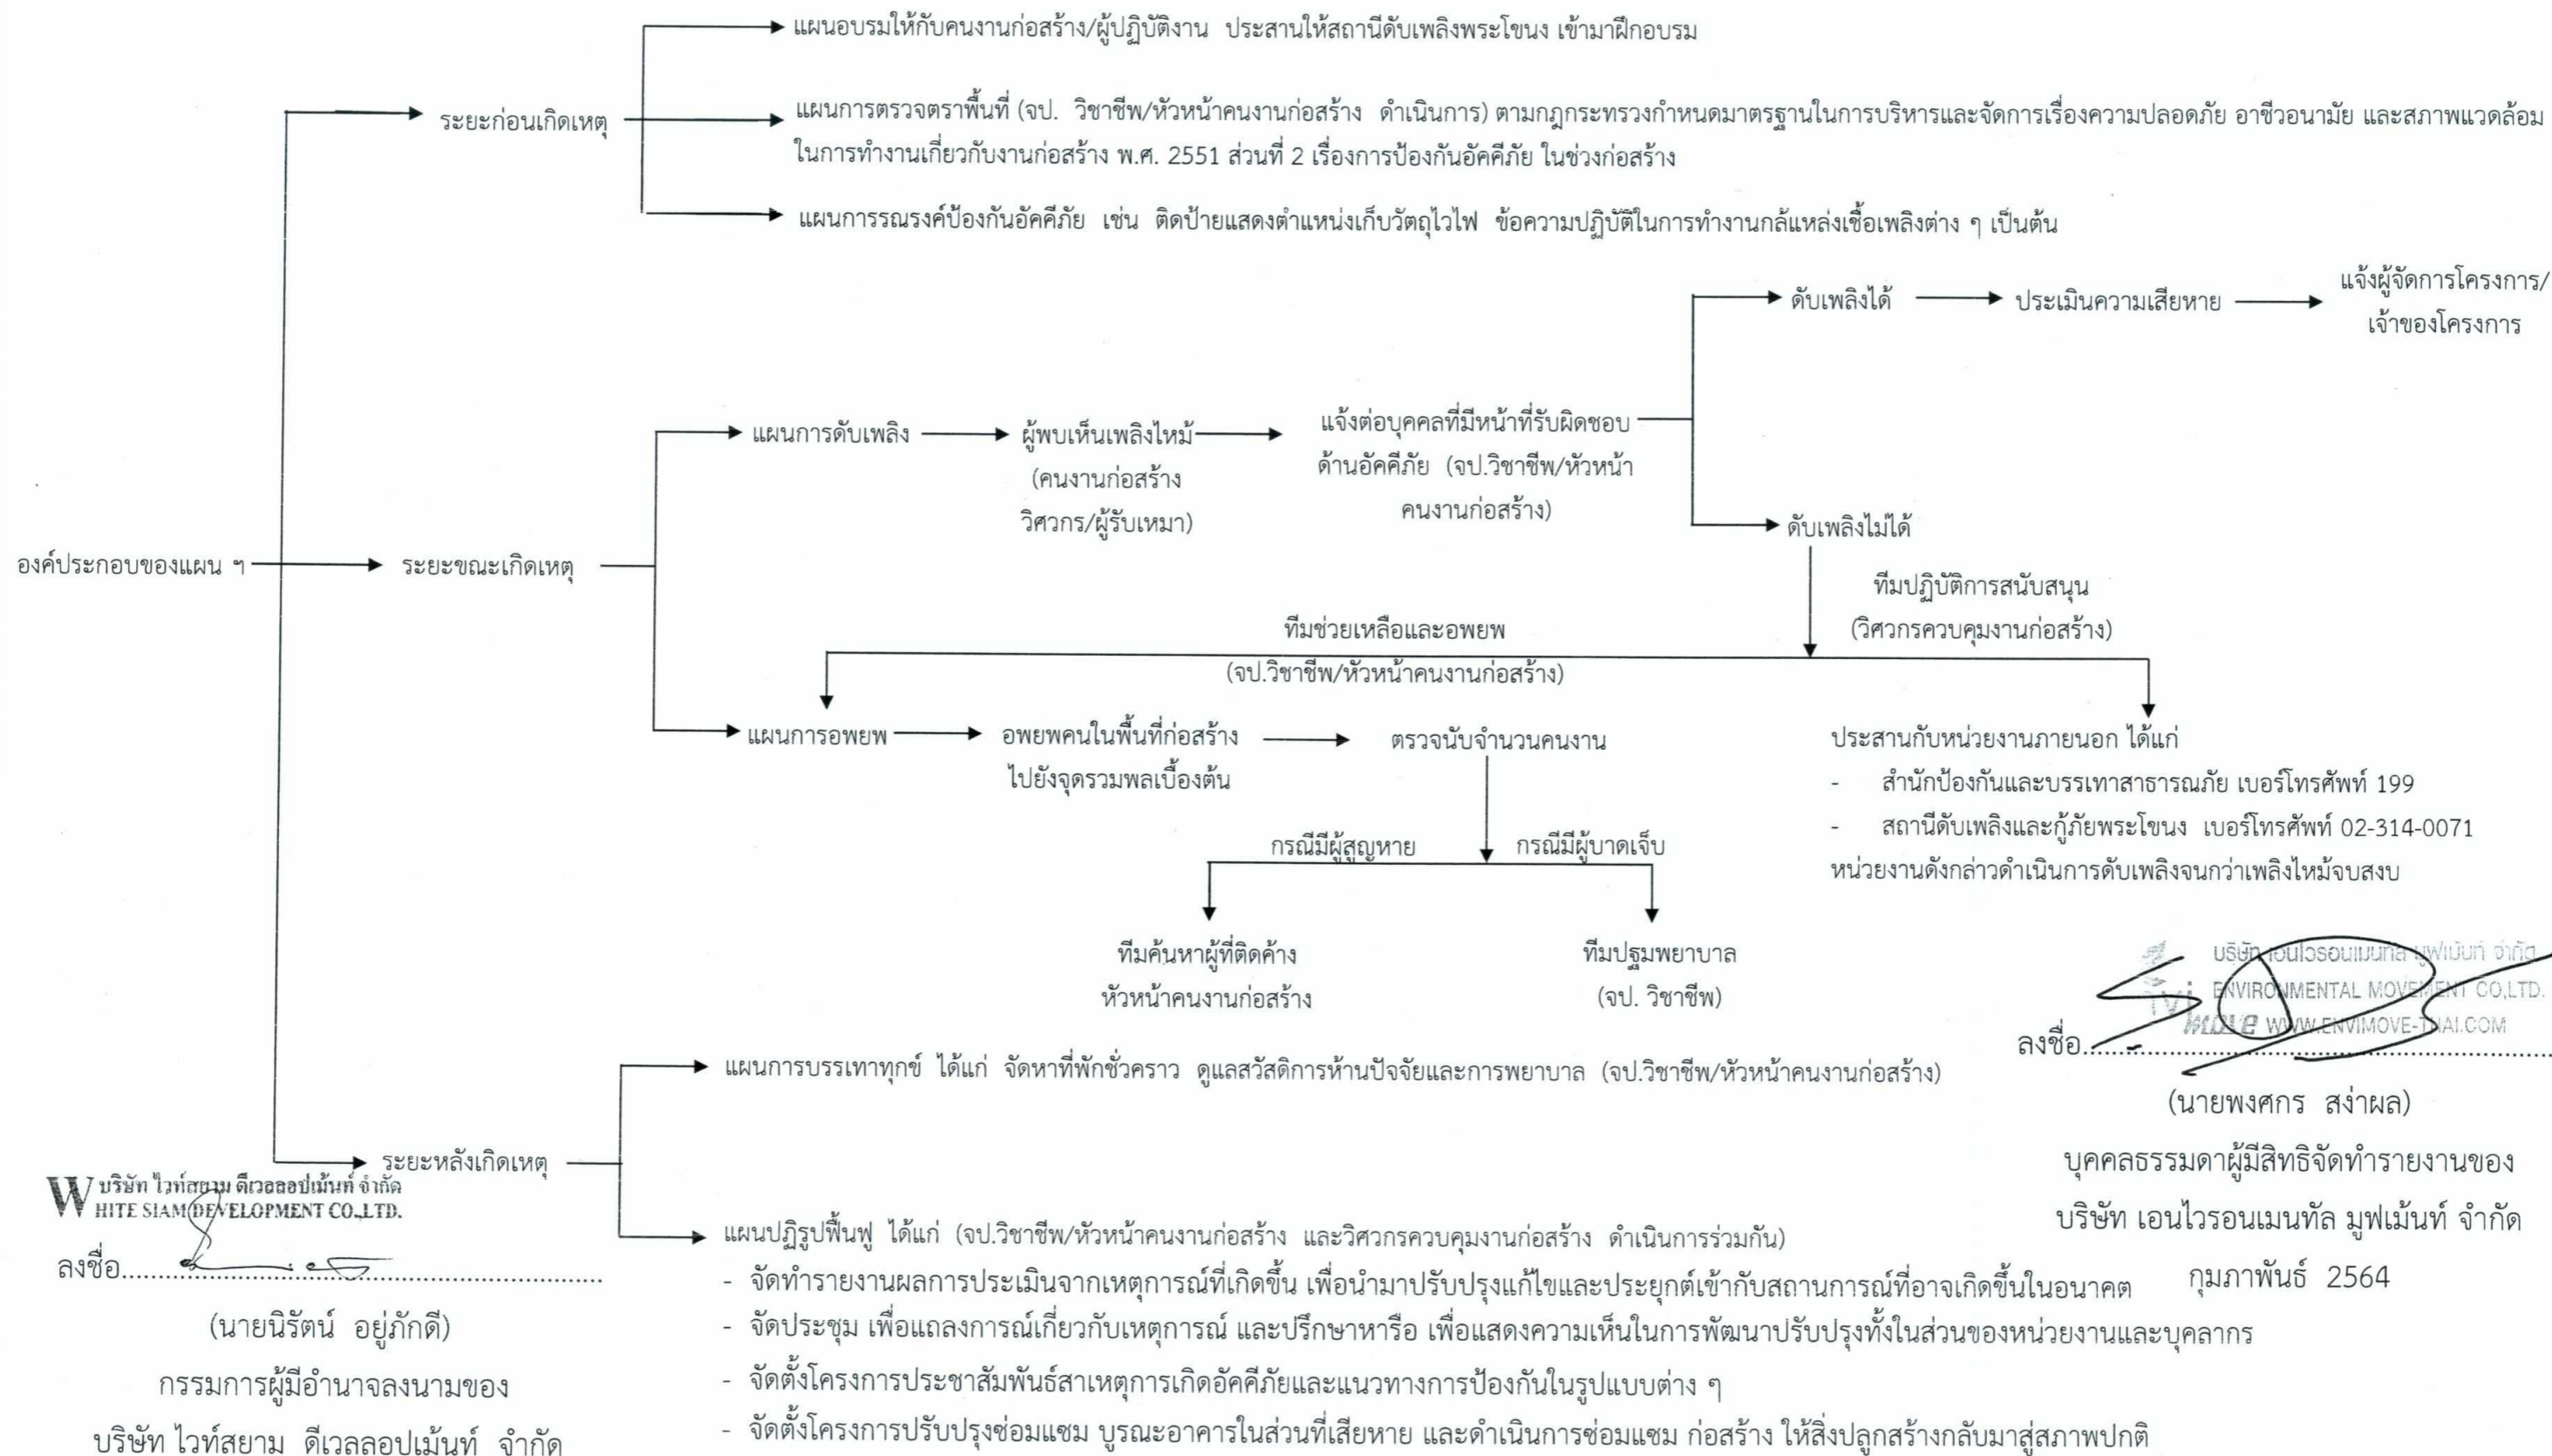 แผนอบรมให้กับคนงานก่อสร้าง/ผู้ปฏิบัติงาน ประสานให้สถานีดับเพลิงพระโขนง เข้ามาฝึกอบรม
ระยะก่อนเกิดเหตุ
แผนการตรวจตราพื้นที่ (จป. วิชาชีพ/หัวหน้าคนงานก่อสร้าง ดำเนินการ) ตามกฎกระทรวงกำหนดมาตรฐานในการบริหารและจัดการเรื่องความปลอดภัย อาชีวอนามัย และสภาพแวดล้อม
ในการทำงานเกี่ยวกับงานก่อสร้าง พ.ศ. 2551 ส่วนที่ 2 เรื่องการป้องกันอัคคีภัย ในช่วงก่อสร้าง
แผนการรณรงค์ป้องกันอัคคีภัย เช่น ติดป้ายแสดงตำแหน่งเก็บวัตถุไวไฟ ข้อความปฏิบัติในการทำงานกล้แหล่งเชื้อเพลิงต่าง ๆ เป็นต้น
ดับเพลิงได้
ประเมินความเสียหาย
แจ้งผู้จัดการโครงการ/
เจ้าของโครงการ
แผนการดับเพลิง
ผู้พบเห็นเพลิงไหม้
(คนงานก่อสร้าง
วิศวกร/ผู้รับเหมา)
แจ้งต่อบุคคลที่มีหน้าที่รับผิดชอบ
ด้านอัคคีภัย (จป.วิชาชีพ/หัวหน้า
คนงานก่อสร้าง)
ดับเพลิงไม่ได้
องค์ประกอบของแผน ฯ
ระยะขณะเกิดเหตุ
ทีมปฏิบัติการสนับสนุน
(วิศวกรควบคุมงานก่อสร้าง)
ทีมช่วยเหลือและอพยพ
(จป.วิชาชีพ/หัวหน้าคนงานก่อสร้าง)
แผนการอพยพ
อพยพคนในพื้นที่ก่อสร้าง
ไปยังจุดรวมพลเบื้องต้น
ตรวจนับจำนวนคนงาน
ประสานกับหน่วยงานภายนอก ได้แก่
- สำนักป้องกันและบรรเทาสาธารณภัย เบอร์โทรศัพท์ 199
- สถานีดับเพลิงและกู้ภัยพระโขนง เบอร์โทรศัพท์ 02-314-0071
หน่วยงานดังกล่าวดำเนินการดับเพลิงจนกว่าเพลิงไหม้จบสงบ
กรณีมีผู้สูญหาย
กรณีมีผู้บาดเจ็บ
ทีมค้นหาผู้ที่ติดค้าง
หัวหน้าคนงานก่อสร้าง
ทีมปฐมพยาบาล
(จป. วิชาชีพ)
บริษัท เอนไวรอนเมนทัล มูฟเม้นท์ จำกัด
ENVIRONMENTAL MOVEMENT CO,LTD.
move WWW.ENVIMOVE-THAI.COM
ลงชื่อ
(นายพงศกร สง่าผล)
บุคคลธรรมดาผู้มีสิทธิจัดทำรายงานของ
บริษัท เอนไวรอนเมนทัล มูฟเม้นท์ จำกัด
กุมภาพันธ์ 2564
แผนการบรรเทาทุกข์ ได้แก่ จัดหาที่พักชั่วคราว ดูแลสวัสดิการห้านปัจจัยและการพยาบาล (จป.วิชาชีพ/หัวหน้าคนงานก่อสร้าง)
ระยะหลังเกิดเหตุ
แผนปฏิรูปฟื้นฟู ได้แก่ (จป.วิชาชีพ/หัวหน้าคนงานก่อสร้าง และวิศวกรควบคุมงานก่อสร้าง ดำเนินการร่วมกัน)
- จัดทำรายงานผลการประเมินจากเหตุการณ์ที่เกิดขึ้น เพื่อนำมาปรับปรุงแก้ไขและประยุกต์เข้ากับสถานการณ์ที่อาจเกิดขึ้นในอนาคต
- จัดประชุม เพื่อแถลงการณ์เกี่ยวกับเหตุการณ์ และปรึกษาหารือ เพื่อแสดงความเห็นในการพัฒนาปรับปรุงทั้งในส่วนของหน่วยงานและบุคลากร
- จัดตั้งโครงการประชาสัมพันธ์สาเหตุการเกิดอัคคีภัยและแนวทางการป้องกันในรูปแบบต่าง ๆ
- จัดตั้งโครงการปรับปรุงซ่อมแซม บูรณะอาคารในส่วนที่เสียหาย และดำเนินการซ่อมแซม ก่อสร้าง ให้สิ่งปลูกสร้างกลับมาสู่สภาพปกติ
บริษัท ไวท์สยาม ดีเวลลอปเม้นท์ จำกัด
WHITE SIAM DEVELOPMENT CO.,LTD.
ลงชื่อ
(นายนิรัตน์ อยู่ภักดี)
กรรมการผู้มีอำนาจลงนามของ
บริษัท ไวท์สยาม ดีเวลลอปเม้นท์ จำกัด